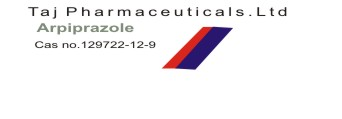 Taj Pharmaceuticals.Ltd
Arpiprazole
Cas no.129722-12-9